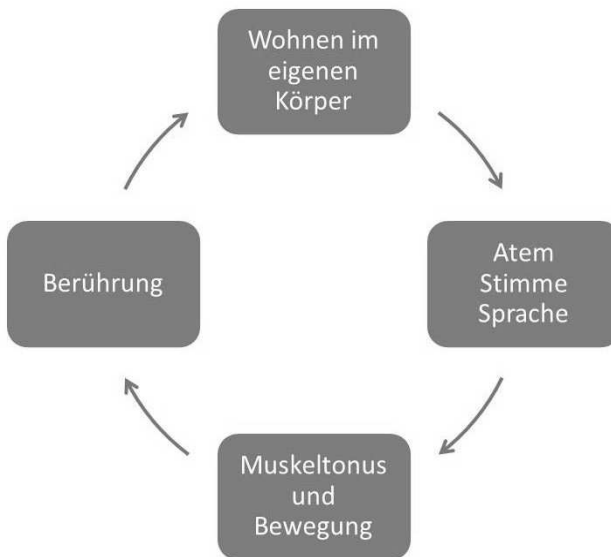 Wohnen im
eigenen
Körper
Atem
Stimme
Sprache
Muskeltonus
und
Bewegung
Berührung